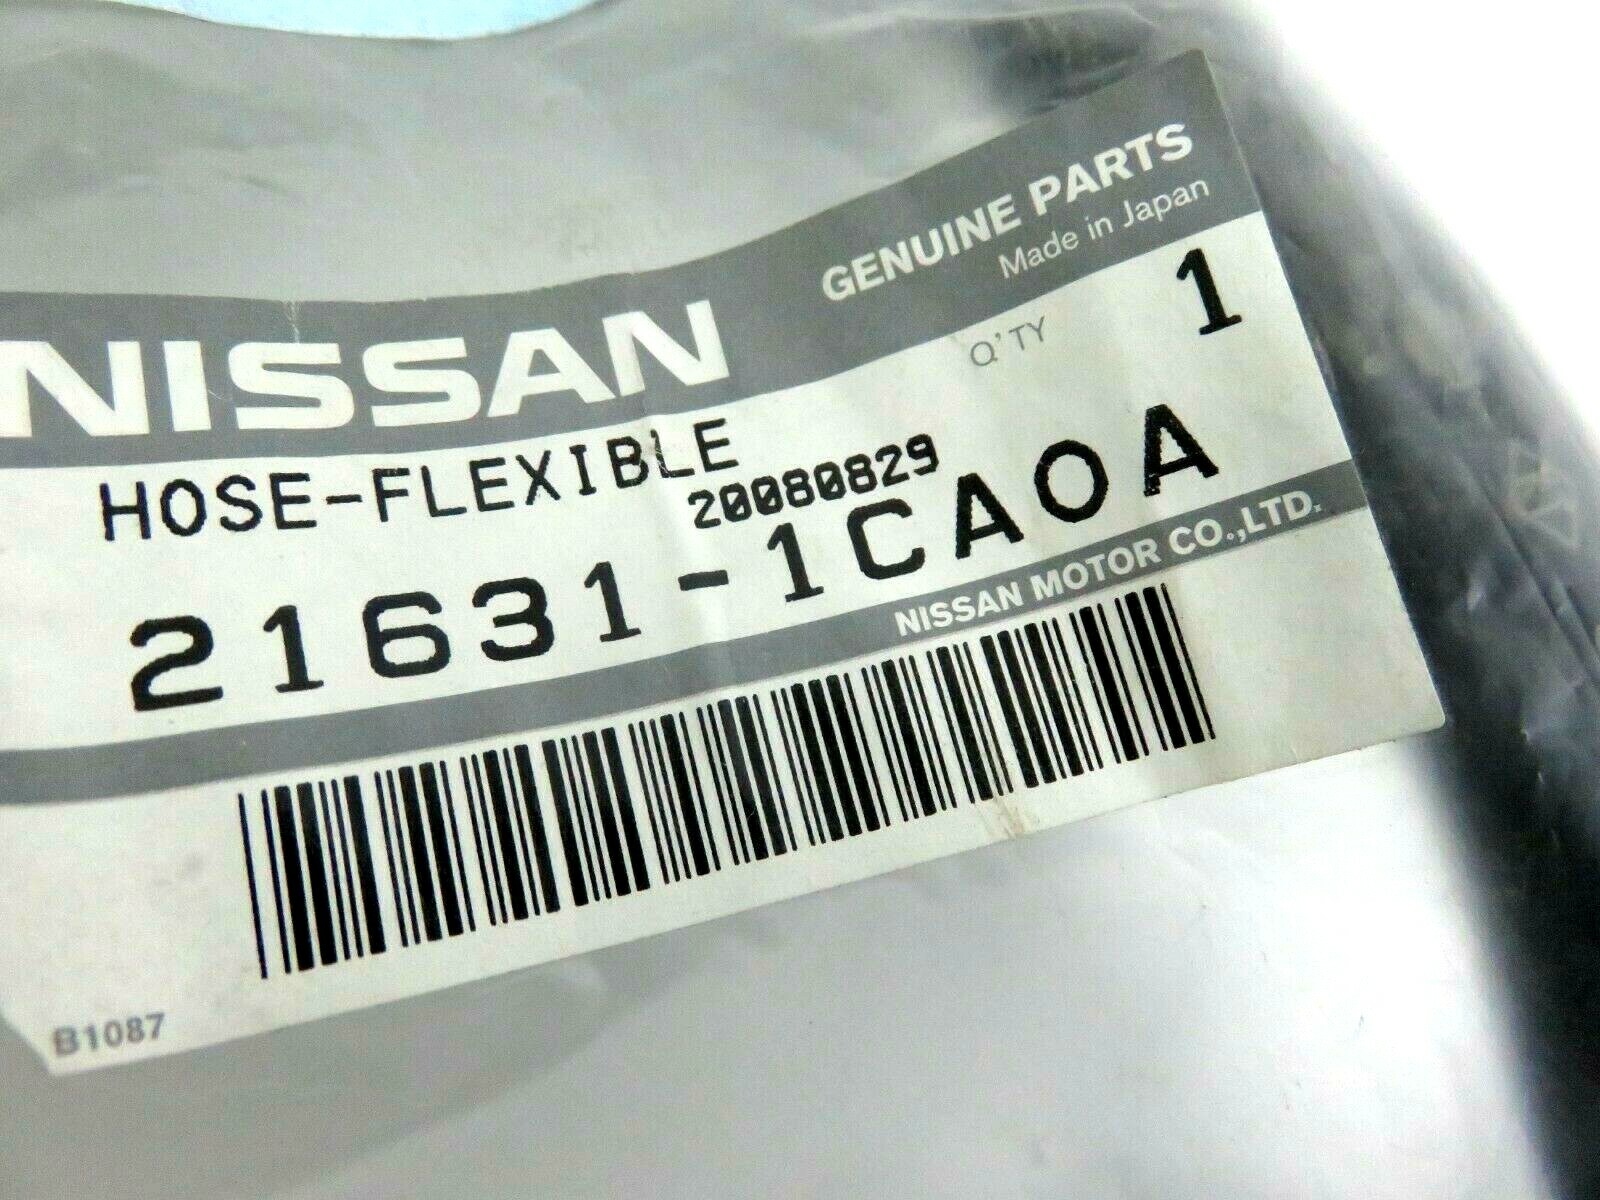 NISSAN
GENUINE PARTS
Made in Japan
Q'TY 1
HOSE-FLEXIBLE
20080829
21631-1CA0A
NISSAN MOTOR CO.,LTD.
B1087